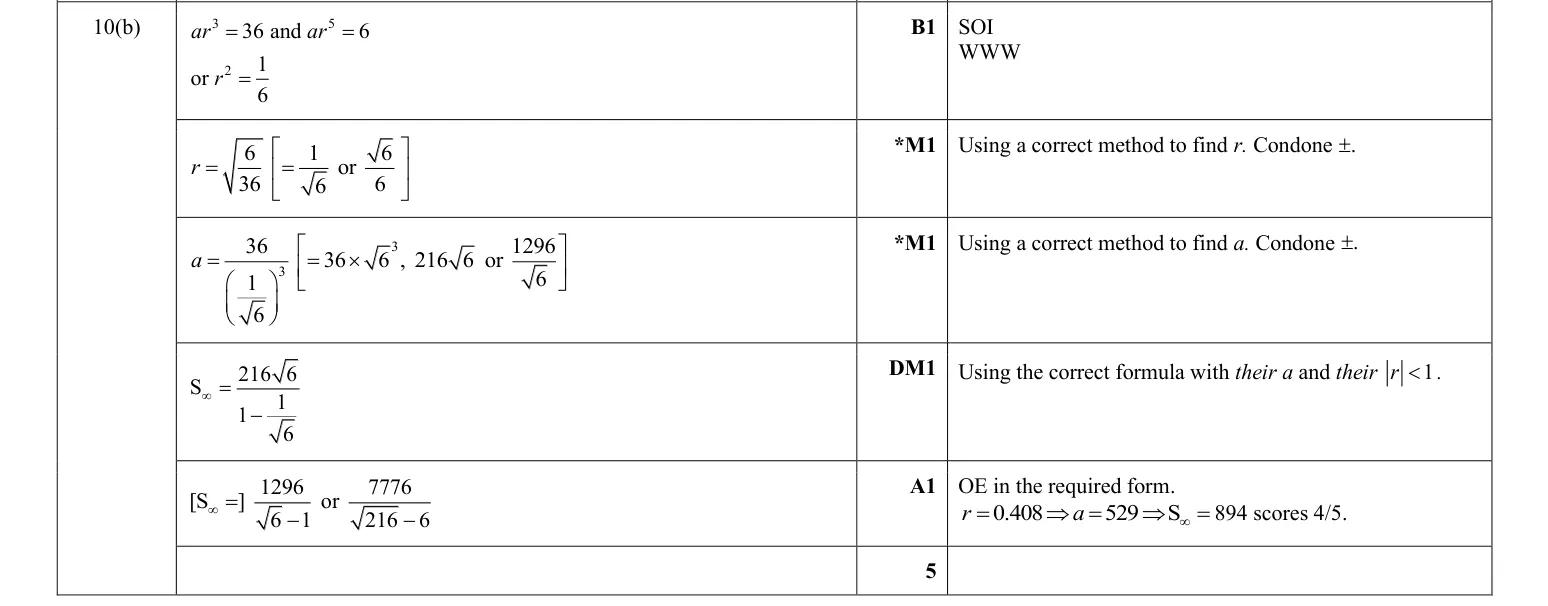 10(b) ar³ = 36 and ar⁵ = 6 B1 SOI
WWW
or r² = 1/6
r = √(6/36) [= 1/√6 or √6/6] *M1 Using a correct method to find r. Condone ±.
a = 36/(1/√6)³ [= 36 × √6³, 216√6 or 1296/√6] *M1 Using a correct method to find a. Condone ±.
S∞ = 216√6/(1 − 1/√6) DM1 Using the correct formula with their a and their |r| < 1.
[S∞ =] 1296/(√6 − 1) or 7776/(√216 − 6) A1 OE in the required form.
r = 0.408 ⇒ a = 529 ⇒ S∞ = 894 scores 4/5.
5